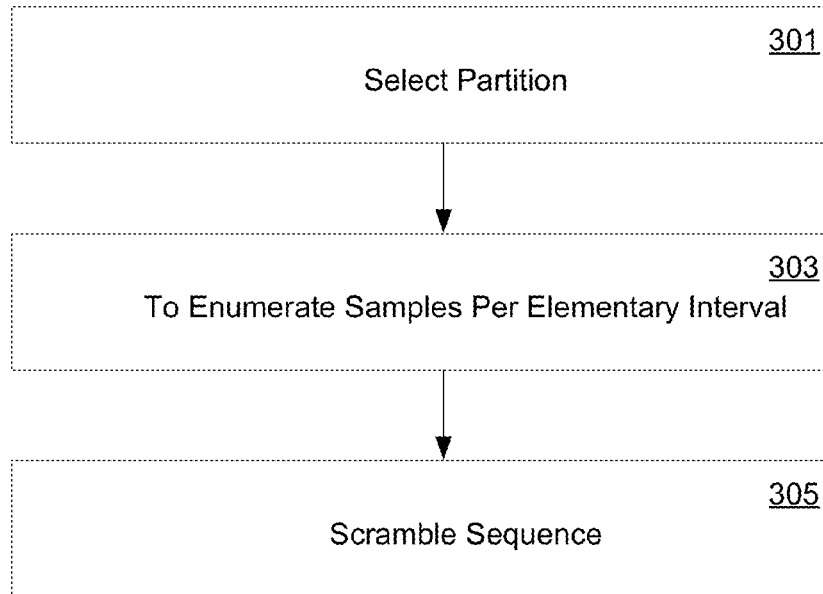 301
Select Partition
303
To Enumerate Samples Per Elementary Interval
305
Scramble Sequence